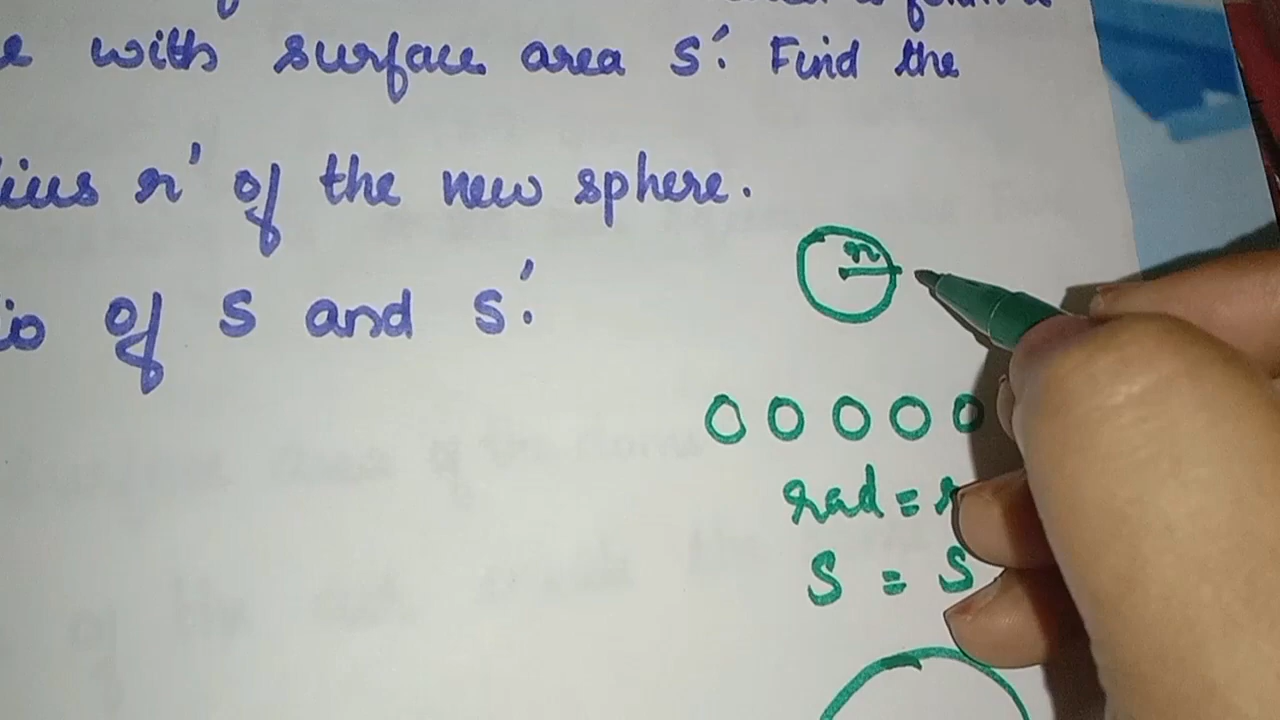 with surface area S'. Find the
r' of the new sphere.
of S and S'.
r
rad = r
S = S